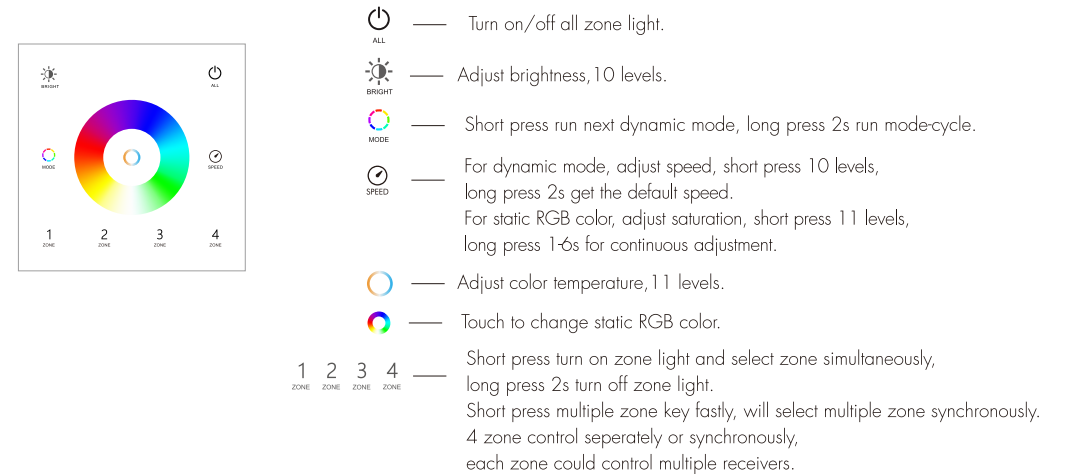 BRIGHT
ALL
MODE
SPEED
1 2 3 4
ZONE ZONE ZONE ZONE
ALL
Turn on/off all zone light.
BRIGHT
Adjust brightness,10 levels.
MODE
Short press run next dynamic mode, long press 2s run mode-cycle.
SPEED
For dynamic mode, adjust speed, short press 10 levels,
long press 2s get the default speed.
For static RGB color, adjust saturation, short press 11 levels,
long press 1-6s for continuous adjustment.
Adjust color temperature,11 levels.
Touch to change static RGB color.
1 2 3 4
ZONE ZONE ZONE ZONE
Short press turn on zone light and select zone simultaneously,
long press 2s turn off zone light.
Short press multiple zone key fastly, will select multiple zone synchronously.
4 zone control seperately or synchronously,
each zone could control multiple receivers.